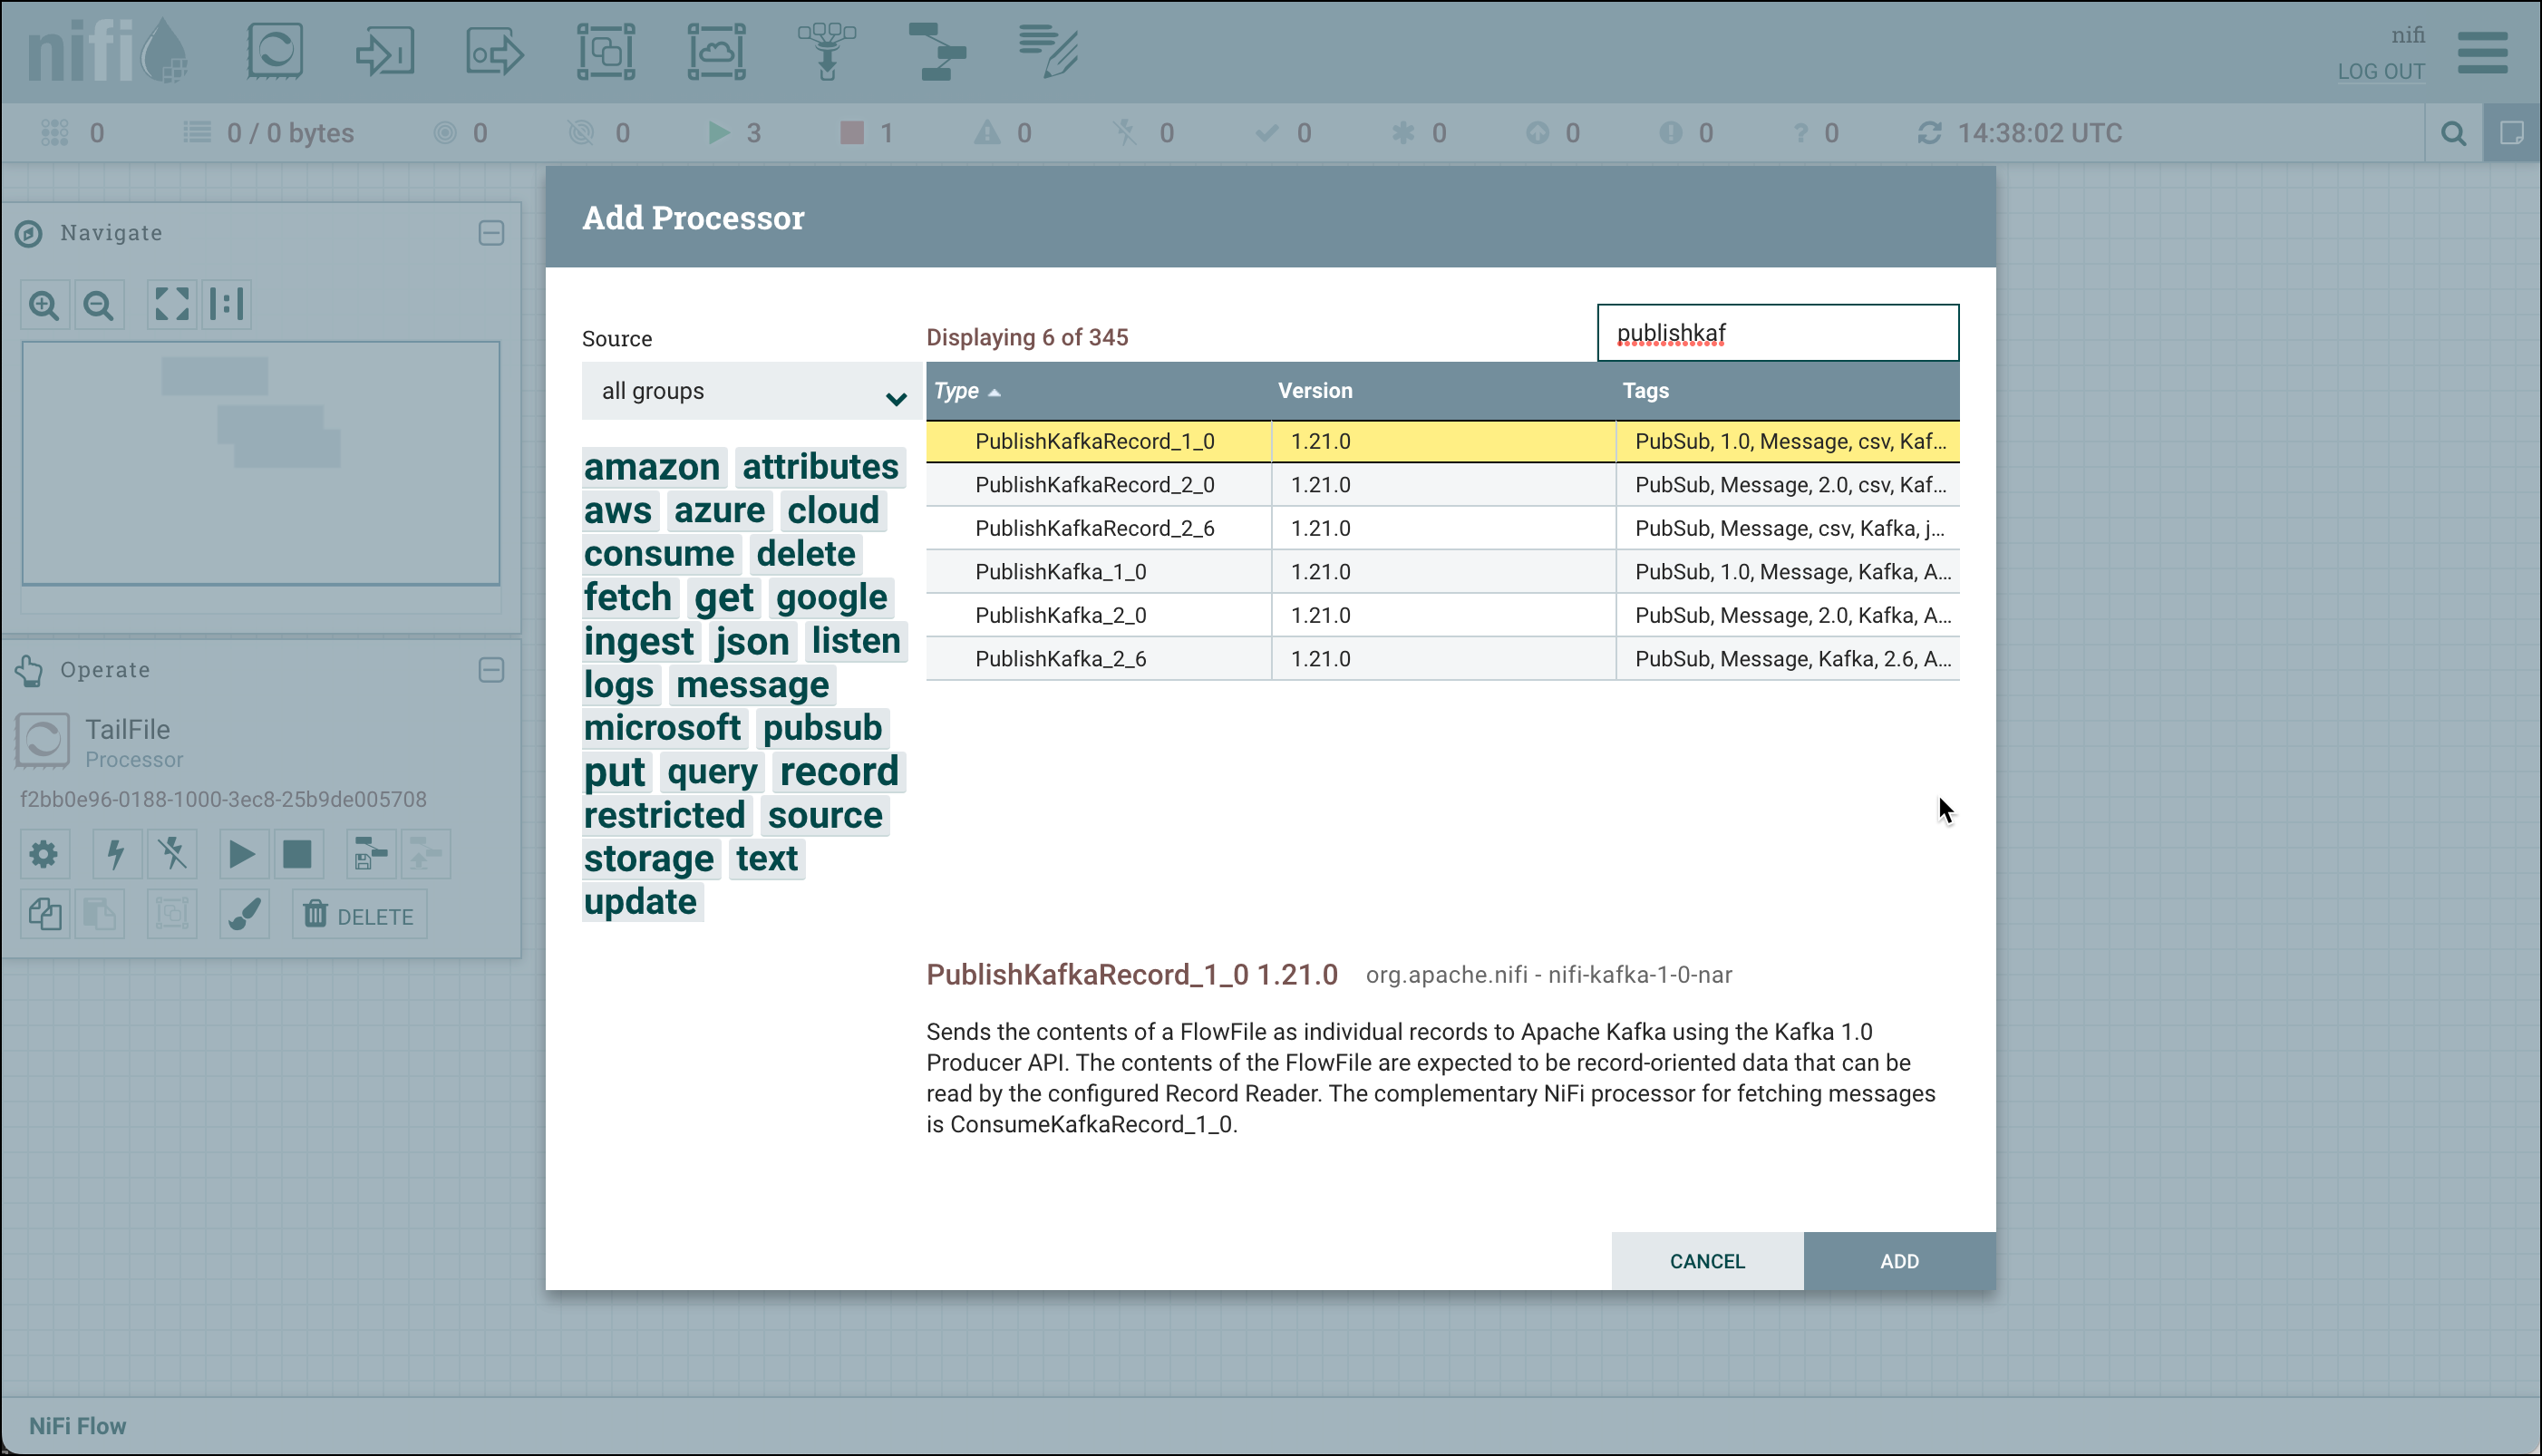 nifi
nifi
LOG OUT
0 0 / 0 bytes 0 0 3 1 0 0 0 0 0 0 ? 0 14:38:02 UTC
Navigate
Operate
TailFile
Processor
f2bb0e96-0188-1000-3ec8-25b9de005708
DELETE
Add Processor
Source
all groups
amazon attributes
aws azure cloud
consume delete
fetch get google
ingest json listen
logs message
microsoft pubsub
put query record
restricted source
storage text
update
Displaying 6 of 345
publishkaf
Type Version Tags
PublishKafkaRecord_1_0 1.21.0 PubSub, 1.0, Message, csv, Kaf...
PublishKafkaRecord_2_0 1.21.0 PubSub, Message, 2.0, csv, Kaf...
PublishKafkaRecord_2_6 1.21.0 PubSub, Message, csv, Kafka, j...
PublishKafka_1_0 1.21.0 PubSub, 1.0, Message, Kafka, A...
PublishKafka_2_0 1.21.0 PubSub, Message, 2.0, Kafka, A...
PublishKafka_2_6 1.21.0 PubSub, Message, Kafka, 2.6, A...
PublishKafkaRecord_1_0 1.21.0 org.apache.nifi - nifi-kafka-1-0-nar
Sends the contents of a FlowFile as individual records to Apache Kafka using the Kafka 1.0
Producer API. The contents of the FlowFile are expected to be record-oriented data that can be
read by the configured Record Reader. The complementary NiFi processor for fetching messages
is ConsumeKafkaRecord_1_0.
CANCEL ADD
NiFi Flow